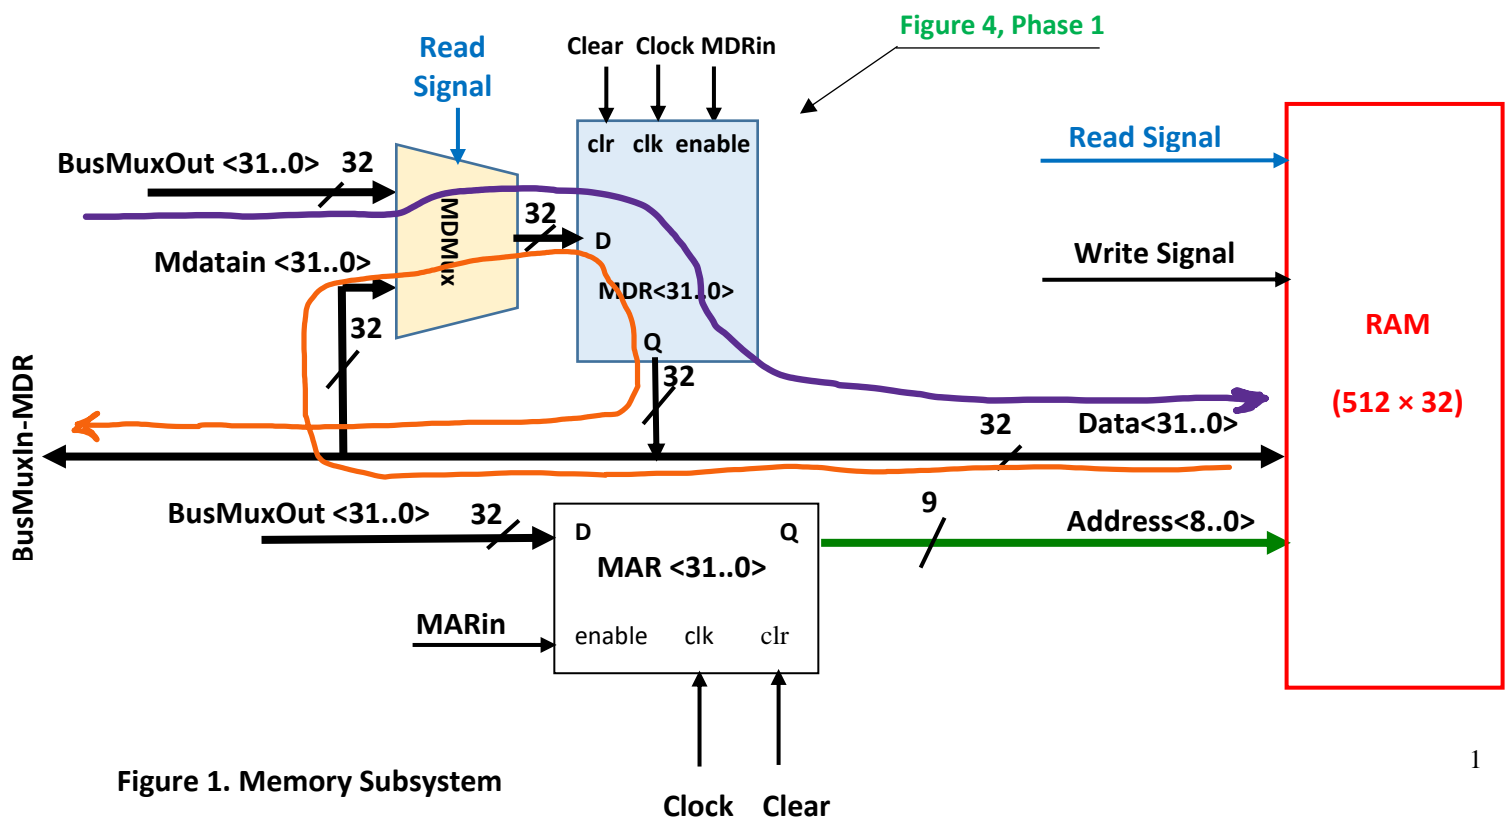 Figure 4, Phase 1
Read
Signal
Clear
Clock
MDRin
clr
clk
enable
BusMuxOut <31..0>
32
MDMux
32
D
Mdatain <31..0>
MDR<31..0>
32
Q
32
Read Signal
Write Signal
RAM
(512 × 32)
32
Data<31..0>
BusMuxIn-MDR
BusMuxOut <31..0>
32
D
Q
MAR <31..0>
9
Address<8..0>
MARin
enable
clk
clr
Clock
Clear
Figure 1. Memory Subsystem
1